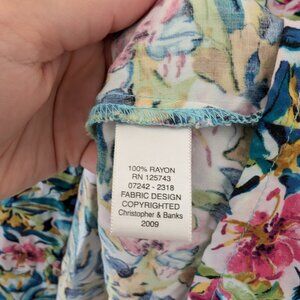 100% RAYON
RN 125743
07242 - 2318
FABRIC DESIGN
COPYRIGHTED
Christopher & Banks
2009